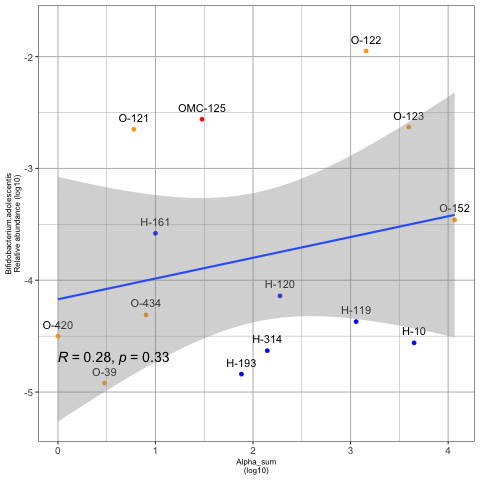 O-122
-2
OMC-125
O-121
O-123
-3
O-152
H-161
H-120
-4
O-434
H-119
O-420
H-10
H-314
R = 0.28, p = 0.33
H-193
O-39
-5
0
1
2
3
4
Alpha_sum
(log10)
Bifidobacterium.adolescentis
Relative abundance (log10)